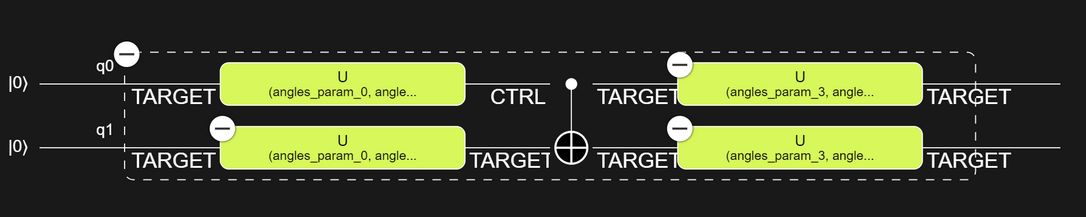 q0
|0⟩ TARGET U CTRL TARGET U TARGET
(angles_param_0, angle... (angles_param_3, angle...
q1
|0⟩ TARGET U TARGET TARGET U TARGET
(angles_param_0, angle... (angles_param_3, angle...